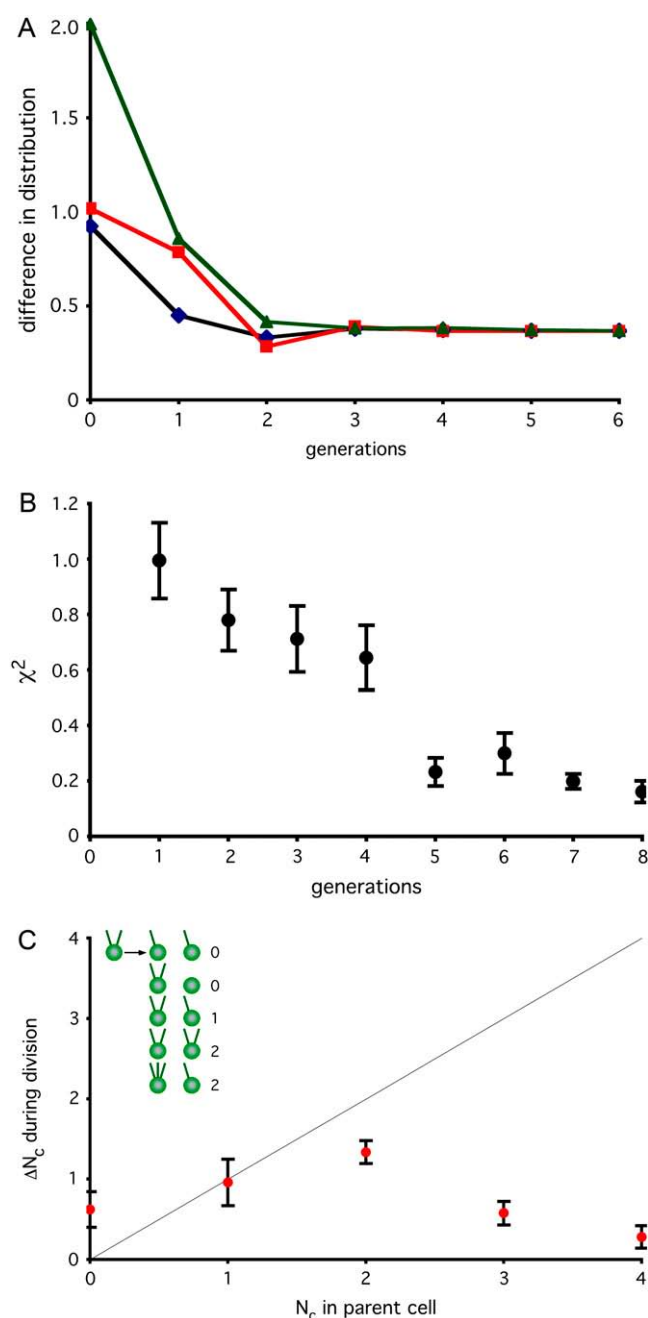 A
2.0
1.5
1.0
0.5
0
difference in distribution
0 1 2 3 4 5 6
generations
B
1.2
1.0
0.8
0.6
0.4
0.2
0
χ2
0 1 2 3 4 5 6 7 8
generations
C
4
3
2
1
0
ΔNc during division
0
0
1
2
2
0 1 2 3 4
Nc in parent cell